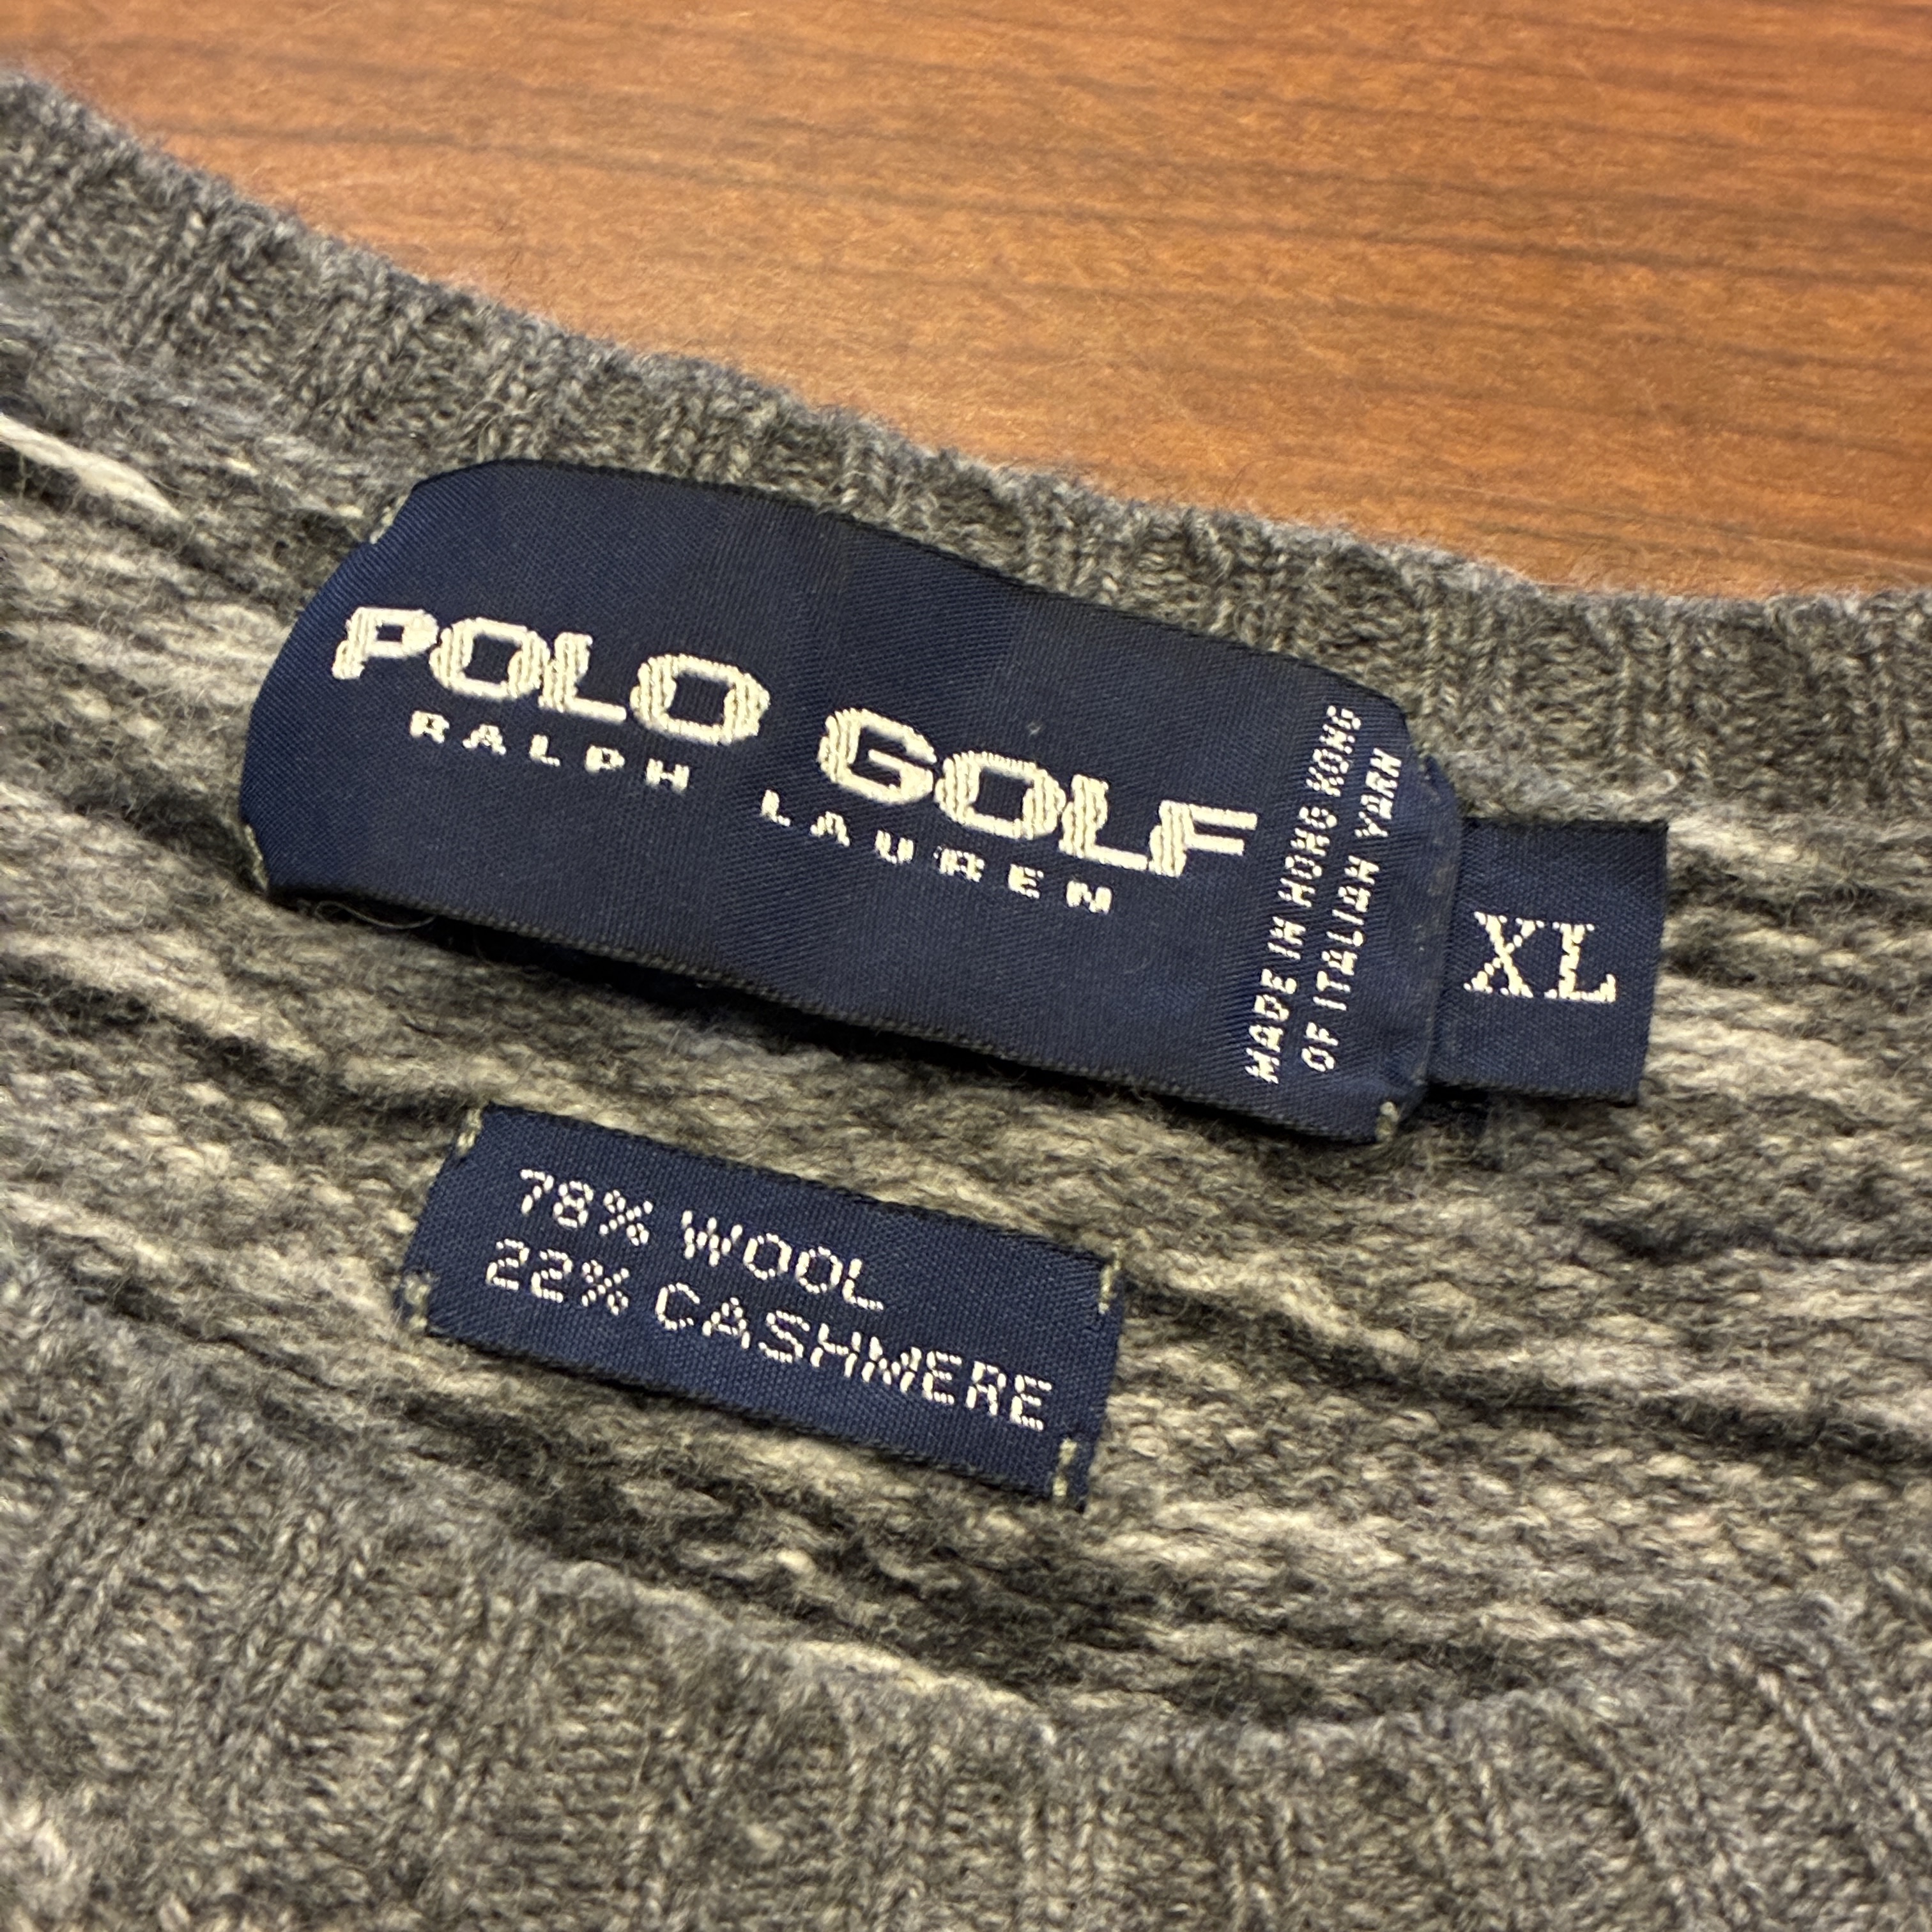 POLO GOLF
RALPH LAUREN
MADE IN HONG KONG
OF ITALIAN YARN
XL
78% WOOL
22% CASHMERE